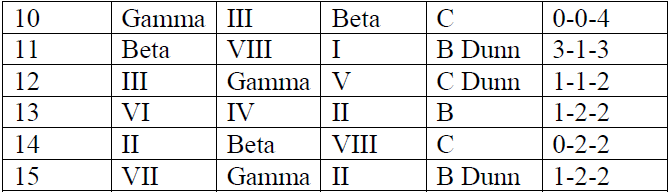 10 Gamma III Beta C 0-0-4
11 Beta VIII I B Dunn 3-1-3
12 III Gamma V C Dunn 1-1-2
13 VI IV II B 1-2-2
14 II Beta VIII C 0-2-2
15 VII Gamma II B Dunn 1-2-2